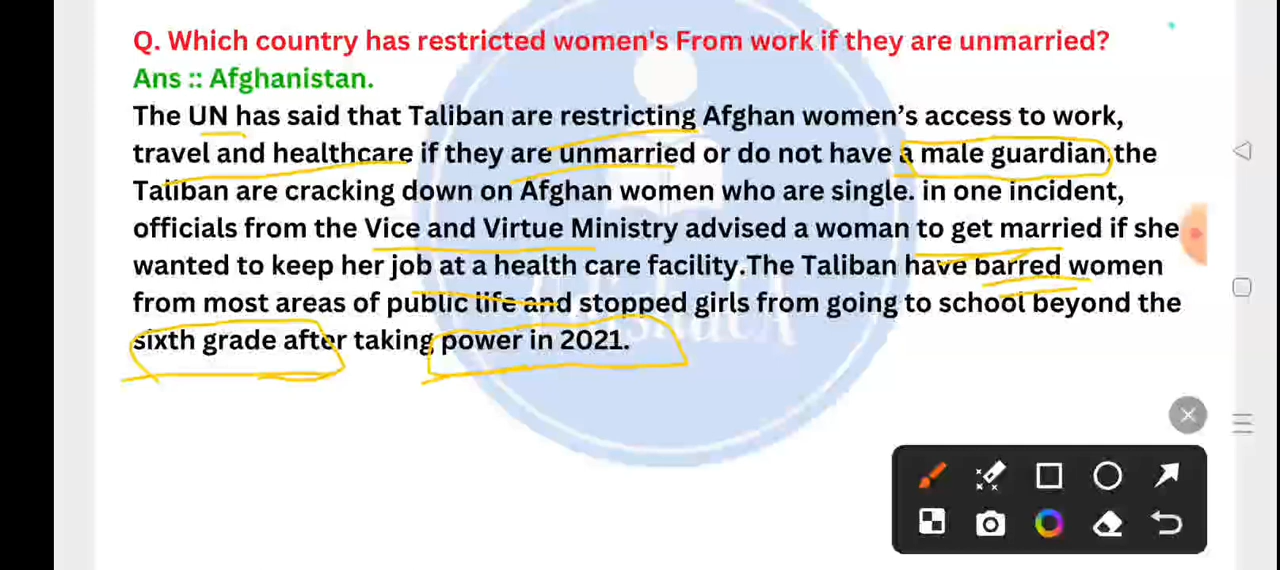 Q. Which country has restricted women's From work if they are unmarried?
Ans :: Afghanistan.
The UN has said that Taliban are restricting Afghan women’s access to work,
travel and healthcare if they are unmarried or do not have a male guardian,the
Taliban are cracking down on Afghan women who are single. in one incident,
officials from the Vice and Virtue Ministry advised a woman to get married if she
wanted to keep her job at a health care facility.The Taliban have barred women
from most areas of public life and stopped girls from going to school beyond the
sixth grade after taking power in 2021.